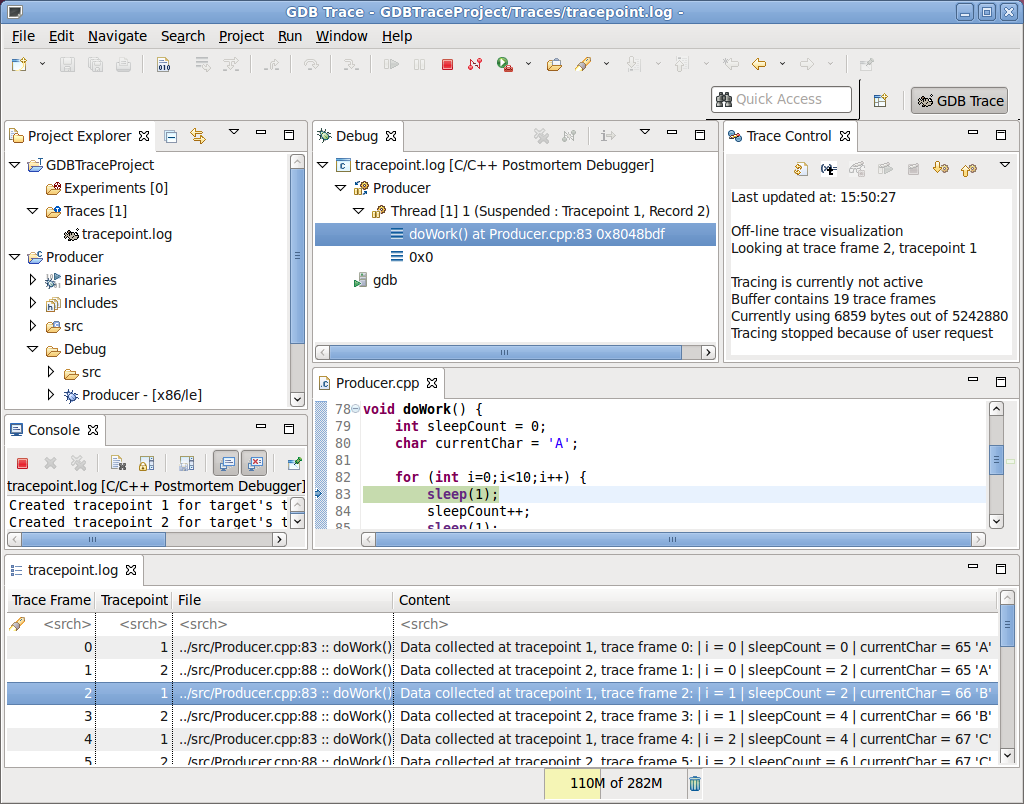 GDB Trace - GDBTraceProject/Traces/tracepoint.log -
File Edit Navigate Search Project Run Window Help
Quick Access
GDB Trace
Project Explorer
GDBTraceProject
Experiments [0]
Traces [1]
tracepoint.log
Producer
Binaries
Includes
src
Debug
src
Producer - [x86/le]
Debug
tracepoint.log [C/C++ Postmortem Debugger]
Producer
Thread [1] 1 (Suspended : Tracepoint 1, Record 2)
doWork() at Producer.cpp:83 0x8048bdf
0x0
gdb
Trace Control
Last updated at: 15:50:27
Off-line trace visualization
Looking at trace frame 2, tracepoint 1
Tracing is currently not active
Buffer contains 19 trace frames
Currently using 6859 bytes out of 5242880
Tracing stopped because of user request
Console
tracepoint.log [C/C++ Postmortem Debugger]
Created tracepoint 1 for target's t
Created tracepoint 2 for target's t
Producer.cpp
78 void doWork() {
79 int sleepCount = 0;
80 char currentChar = 'A';
81
82 for (int i=0;i<10;i++) {
83 sleep(1);
84 sleepCount++;
85 sleep(1);
tracepoint.log
Trace Frame Tracepoint File Content
<srch> <srch> <srch> <srch>
0 1 ../src/Producer.cpp:83 :: doWork() Data collected at tracepoint 1, trace frame 0: | i = 0 | sleepCount = 0 | currentChar = 65 'A'
1 2 ../src/Producer.cpp:88 :: doWork() Data collected at tracepoint 2, trace frame 1: | i = 0 | sleepCount = 2 | currentChar = 65 'A'
2 1 ../src/Producer.cpp:83 :: doWork() Data collected at tracepoint 1, trace frame 2: | i = 1 | sleepCount = 2 | currentChar = 66 'B'
3 2 ../src/Producer.cpp:88 :: doWork() Data collected at tracepoint 2, trace frame 3: | i = 1 | sleepCount = 4 | currentChar = 66 'B'
4 1 ../src/Producer.cpp:83 :: doWork() Data collected at tracepoint 1, trace frame 4: | i = 2 | sleepCount = 4 | currentChar = 67 'C'
5 2 ../src/Producer.cpp:88 :: doWork() Data collected at tracepoint 2, trace frame 5: | i = 2 | sleepCount = 6 | currentChar = 67 'C'
110M of 282M